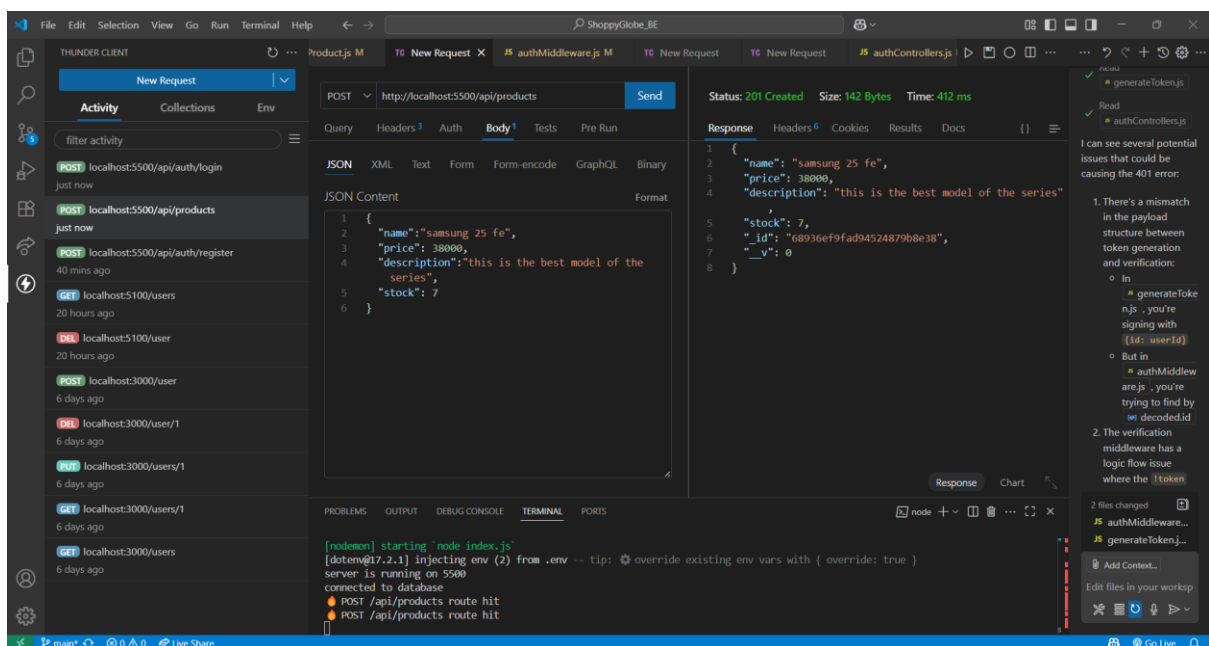 File Edit Selection View Go Run Terminal Help
ShoppyGlobe_BE
THUNDER CLIENT
New Request
Activity Collections Env
filter activity
POST localhost:5500/api/auth/login
just now
POST localhost:5500/api/products
just now
POST localhost:5500/api/auth/register
40 mins ago
GET localhost:5100/users
20 hours ago
DEL localhost:5100/user
20 hours ago
POST localhost:3000/user
6 days ago
DEL localhost:3000/user/1
6 days ago
PUT localhost:3000/users/1
6 days ago
GET localhost:3000/users/1
6 days ago
GET localhost:3000/users
6 days ago
Product.js M TC New Request JS authMiddleware.js M TC New Request TC New Request JS authControllers.js
POST http://localhost:5500/api/products Send
Query Headers 3 Auth Body 1 Tests Pre Run
JSON XML Text Form Form-encode GraphQL Binary
JSON Content Format
1 {
2 "name":"samsung 25 fe",
3 "price": 38000,
4 "description":"this is the best model of the
series",
5 "stock": 7
6 }
Status: 201 Created Size: 142 Bytes Time: 412 ms
Response Headers 6 Cookies Results Docs {}
1 {
2 "name": "samsung 25 fe",
3 "price": 38000,
4 "description": "this is the best model of the series"
,
5 "stock": 7,
6 "_id": "68936ef9fad94524879b8e38",
7 "__v": 0
8 }
Response Chart
PROBLEMS OUTPUT DEBUG CONSOLE TERMINAL PORTS
node
[nodemon] starting `node index.js`
[dotenv@17.2.1] injecting env (2) from .env -- tip: ⚙️ override existing env vars with { override: true }
server is running on 5500
connected to database
🔥 POST /api/products route hit
🔥 POST /api/products route hit
Read
generateToken.js
Read
authControllers.js
I can see several potential
issues that could be
causing the 401 error:
1. There's a mismatch
in the payload
structure between
token generation
and verification:
In
generateToke
n.js , you're
signing with
{id: userId}
But in
authMiddlew
are.js , you're
trying to find by
decoded.id
2. The verification
middleware has a
logic flow issue
where the !token
2 files changed
JS authMiddleware...
JS generateToken.j...
Add Context...
Edit files in your worksp
main* 0 0 Live Share
Go Live